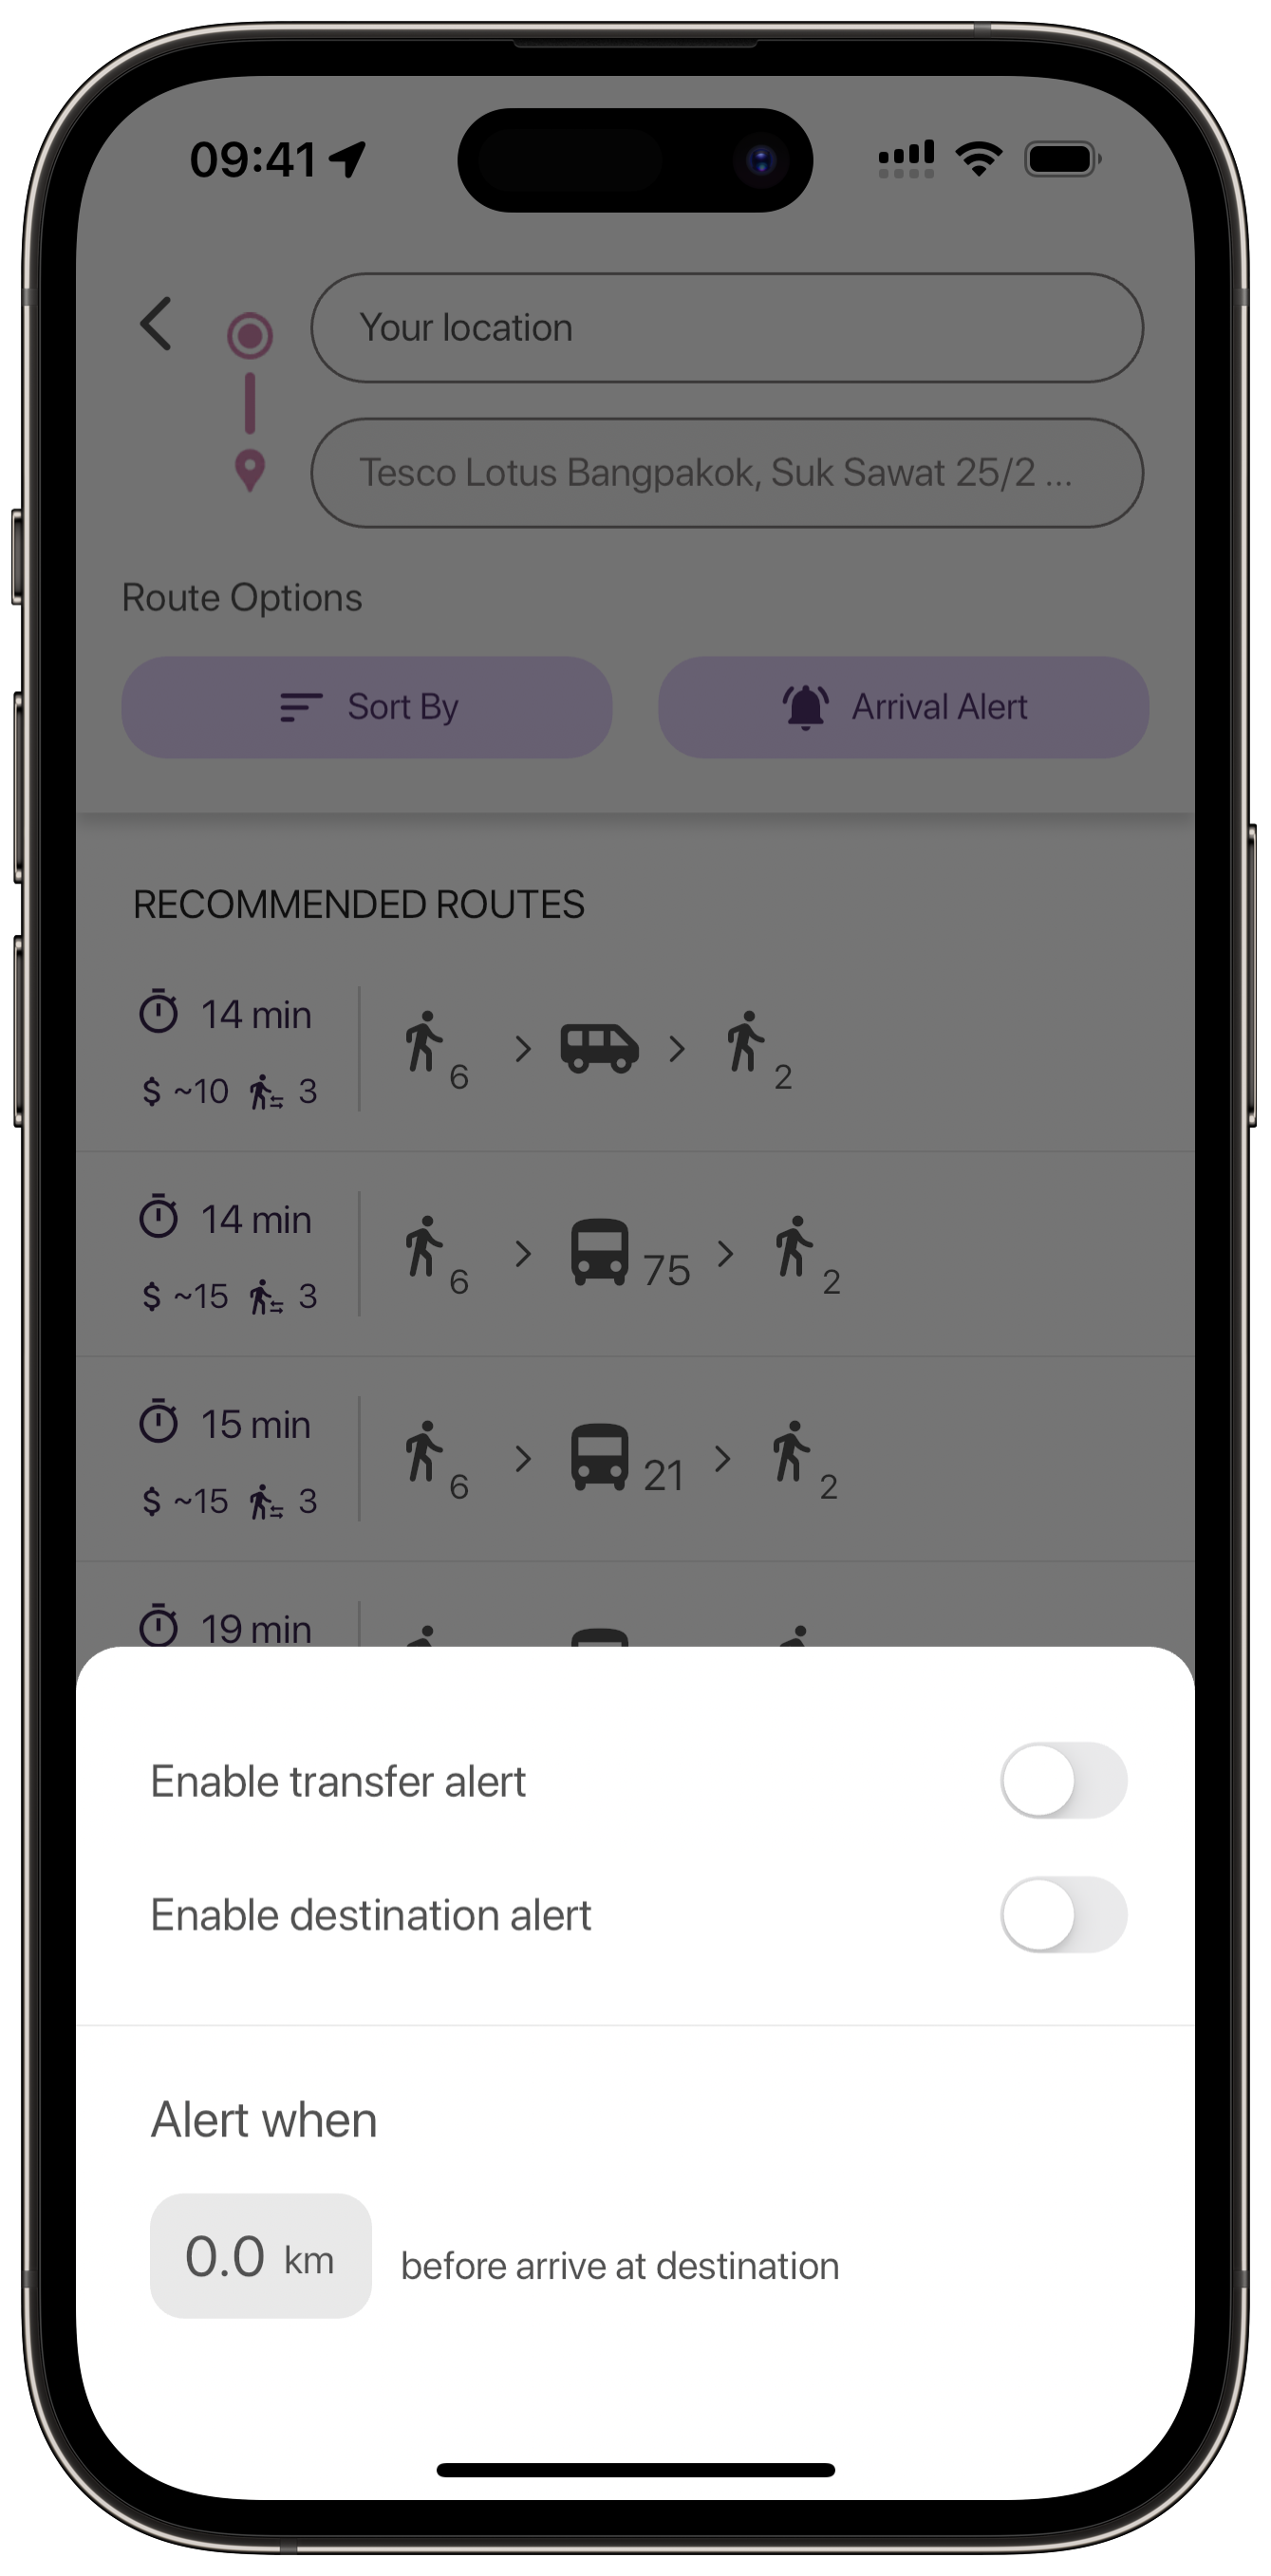 09:41
Your location
Tesco Lotus Bangpakok, Suk Sawat 25/2 ...
Route Options
Sort By
Arrival Alert
RECOMMENDED ROUTES
14 min
6 2
$ ~10 3
14 min
6 75 2
$ ~15 3
15 min
6 21 2
$ ~15 3
19 min
Enable transfer alert
Enable destination alert
Alert when
0.0 km before arrive at destination